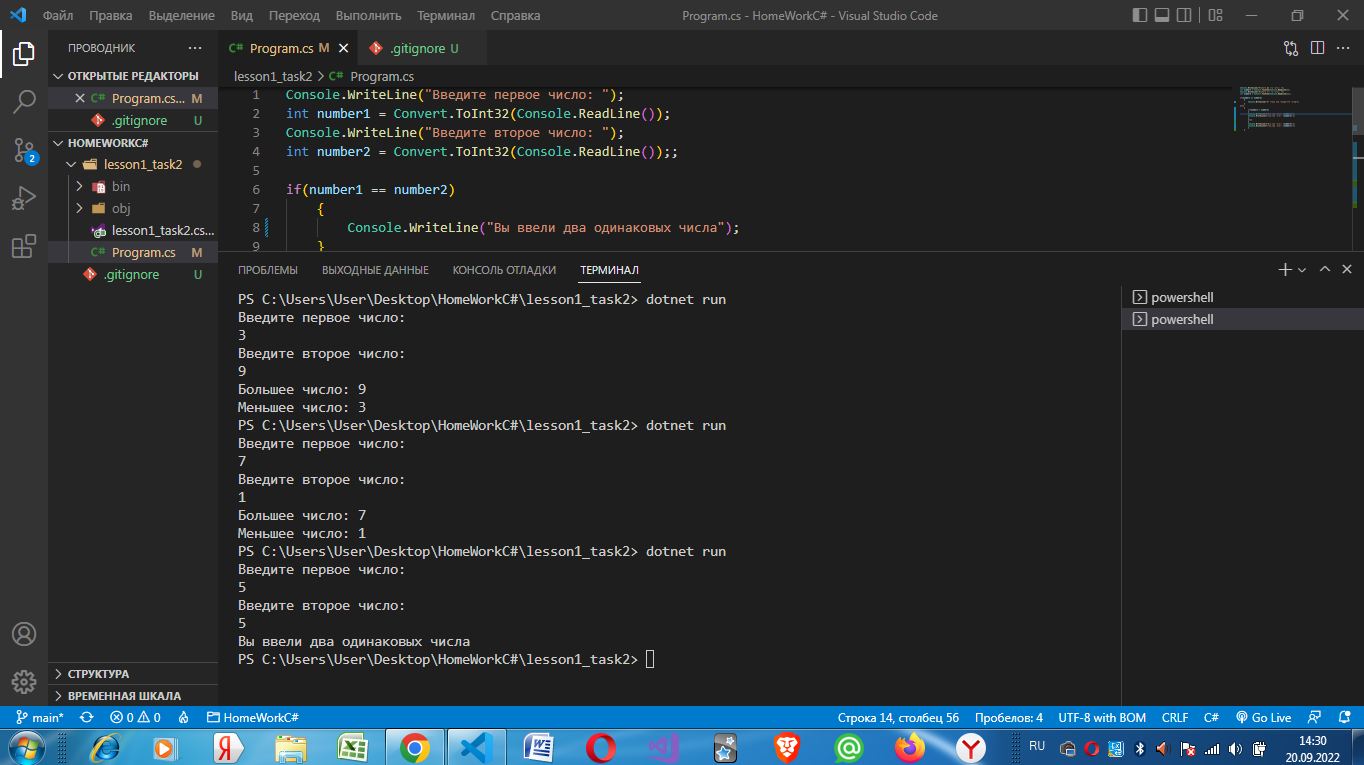 Файл Правка Выделение Вид Переход Выполнить Терминал Справка Program.cs - HomeWorkC# - Visual Studio Code
ПРОВОДНИК
ОТКРЫТЫЕ РЕДАКТОРЫ
C# Program.cs... M
.gitignore U
HOMEWORKC#
lesson1_task2
bin
obj
lesson1_task2.cs...
C# Program.cs M
.gitignore U
СТРУКТУРА
ВРЕМЕННАЯ ШКАЛА
2
C# Program.cs M .gitignore U
lesson1_task2 > C# Program.cs
1 Console.WriteLine("Введите первое число: ");
2 int number1 = Convert.ToInt32(Console.ReadLine());
3 Console.WriteLine("Введите второе число: ");
4 int number2 = Convert.ToInt32(Console.ReadLine());;
5
6 if(number1 == number2)
7 {
8 Console.WriteLine("Вы ввели два одинаковых числа");
9 }
ПРОБЛЕМЫ ВЫХОДНЫЕ ДАННЫЕ КОНСОЛЬ ОТЛАДКИ ТЕРМИНАЛ
PS C:\Users\User\Desktop\HomeWorkC#\lesson1_task2> dotnet run
Введите первое число:
3
Введите второе число:
9
Большее число: 9
Меньшее число: 3
PS C:\Users\User\Desktop\HomeWorkC#\lesson1_task2> dotnet run
Введите первое число:
7
Введите второе число:
1
Большее число: 7
Меньшее число: 1
PS C:\Users\User\Desktop\HomeWorkC#\lesson1_task2> dotnet run
Введите первое число:
5
Введите второе число:
5
Вы ввели два одинаковых числа
PS C:\Users\User\Desktop\HomeWorkC#\lesson1_task2>
powershell
powershell
main* 0 0 HomeWorkC# Строка 14, столбец 56 Пробелов: 4 UTF-8 with BOM CRLF C# Go Live
RU 14:30
20.09.2022